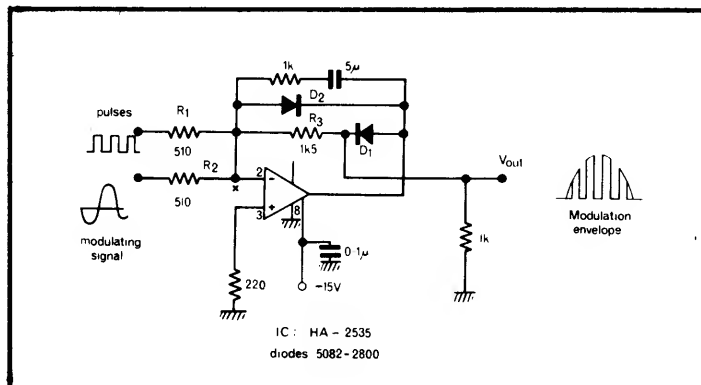 1k
5μ
D2
pulses
R1
R3
510
1k5
D1
R2
Vout
2
-
510
x
+
3
8
Modulation
envelope
modulating
signal
0·1μ
1k
220
-15V
IC: HA-2535
diodes 5082-2800